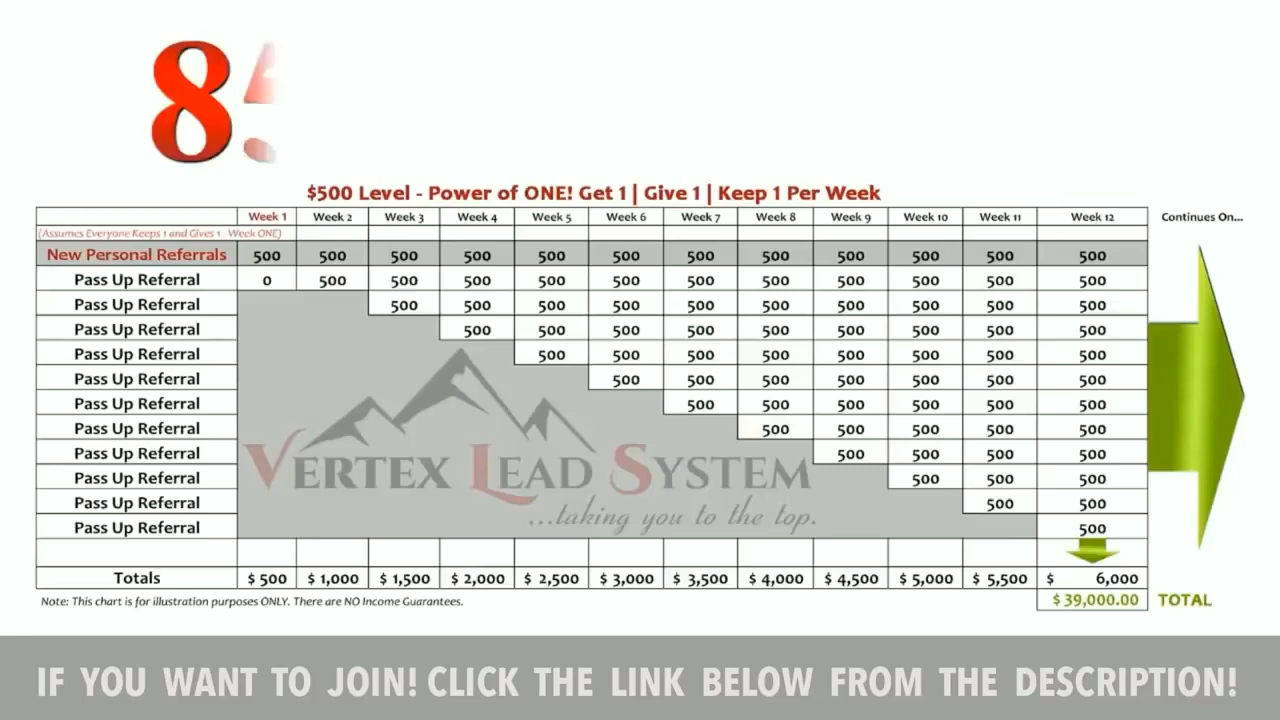 8
$500 Level - Power of ONE! Get 1 | Give 1 | Keep 1 Per Week
Week 1 Week 2 Week 3 Week 4 Week 5 Week 6 Week 7 Week 8 Week 9 Week 10 Week 11 Week 12 Continues On...
(Assumes Everyone Keeps 1 and Gives 1 - Week ONE)
New Personal Referrals 500 500 500 500 500 500 500 500 500 500 500 500
Pass Up Referral 0 500 500 500 500 500 500 500 500 500 500 500
Pass Up Referral 500 500 500 500 500 500 500 500 500 500
Pass Up Referral 500 500 500 500 500 500 500 500 500
Pass Up Referral 500 500 500 500 500 500 500 500
Pass Up Referral 500 500 500 500 500 500 500
Pass Up Referral 500 500 500 500 500 500
Pass Up Referral 500 500 500 500 500
Pass Up Referral 500 500 500 500
Pass Up Referral 500 500 500
Pass Up Referral 500 500
Pass Up Referral 500
VERTEX LEAD SYSTEM
...taking you to the top.
Totals $ 500 $ 1,000 $ 1,500 $ 2,000 $ 2,500 $ 3,000 $ 3,500 $ 4,000 $ 4,500 $ 5,000 $ 5,500 $ 6,000
Note: This chart is for illustration purposes ONLY. There are NO Income Guarantees.
$ 39,000.00 TOTAL
IF YOU WANT TO JOIN! CLICK THE LINK BELOW FROM THE DESCRIPTION!